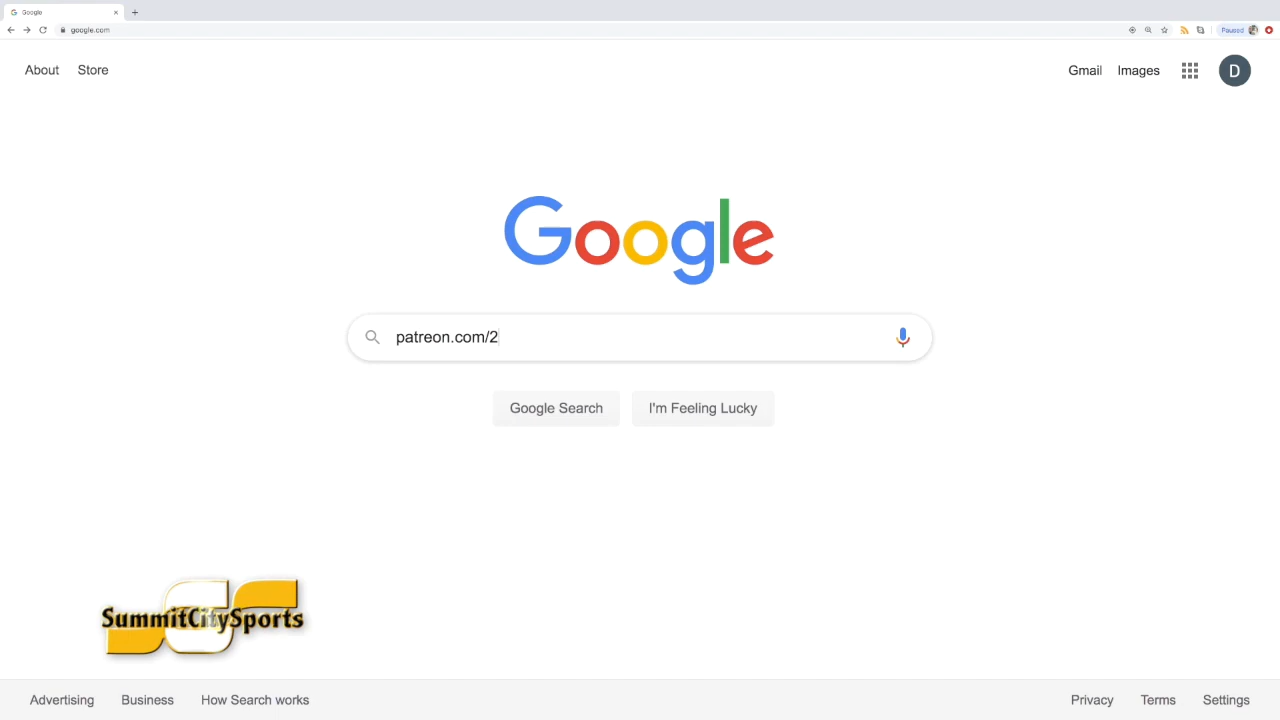 Google
google.com
Paused
About Store
Gmail Images
D
Google
patreon.com/2
Google Search I'm Feeling Lucky
SummitCitySports
Advertising Business How Search works
Privacy Terms Settings